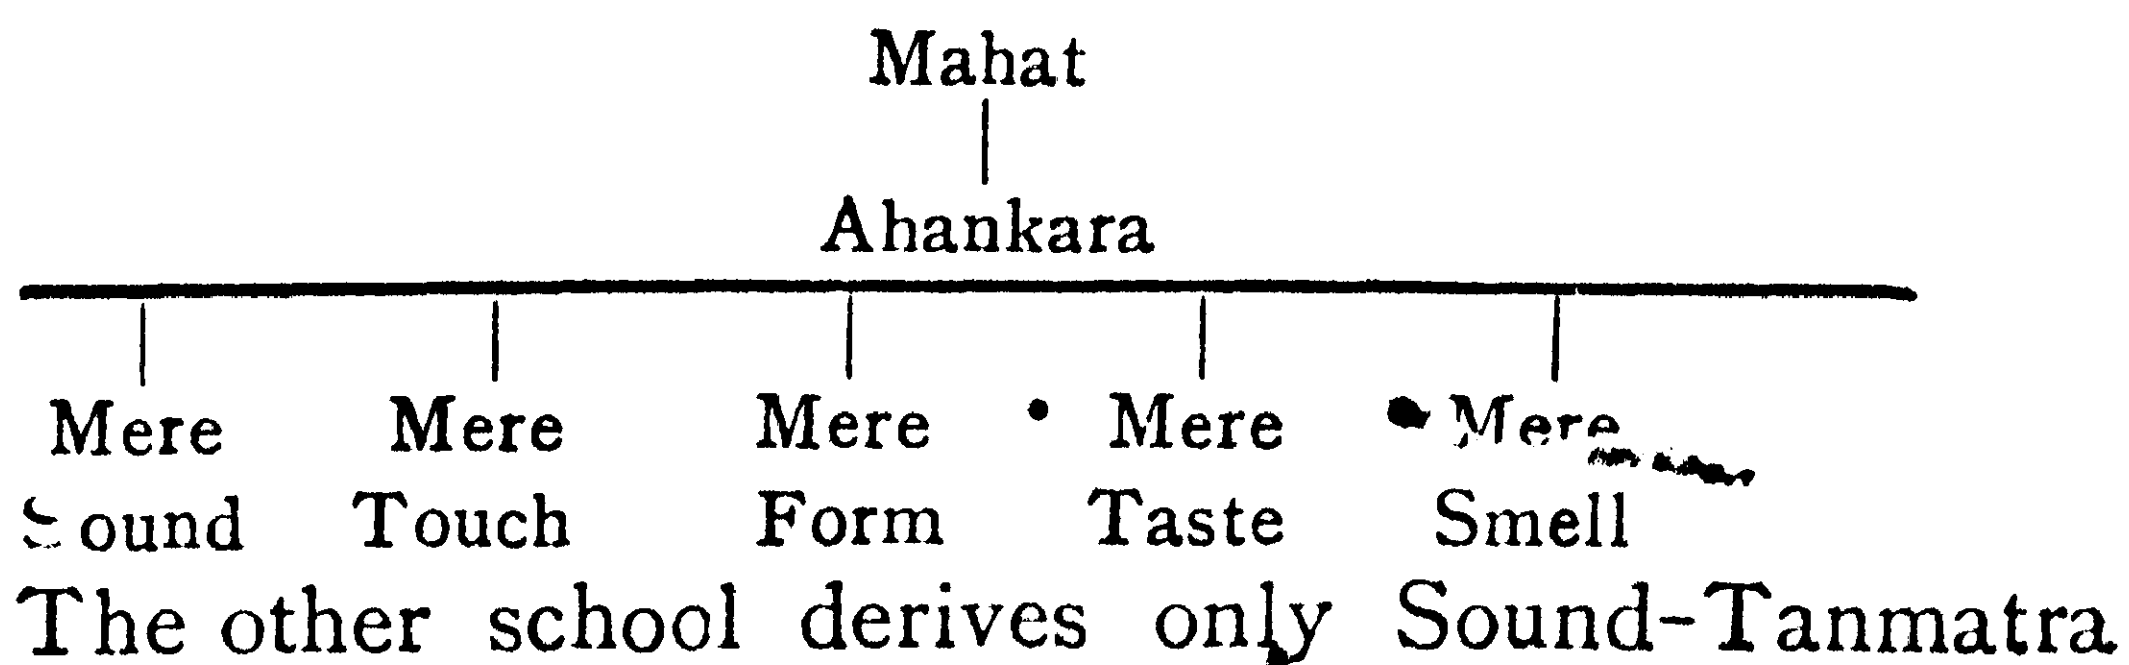 Mahat
Ahankara
Mere Mere Mere Mere Mere
Sound Touch Form Taste Smell
The other school derives only Sound-Tanmatra